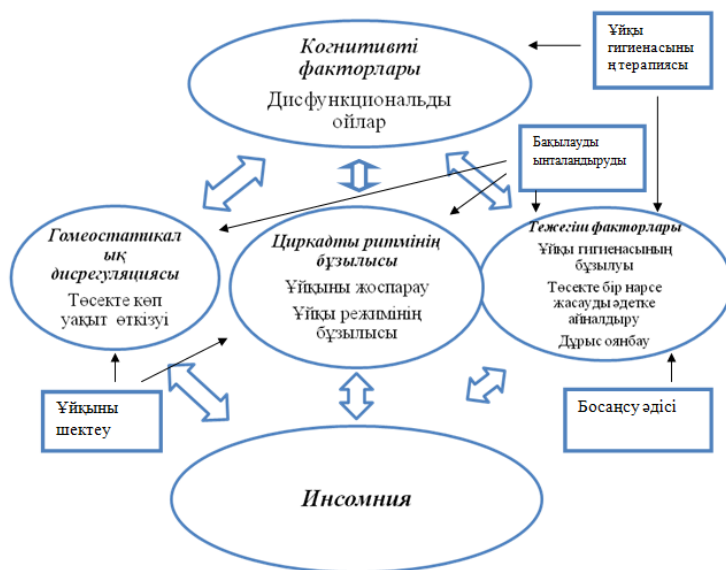 Когнитивті
факторлары
Дисфункциональды
ойлар
Ұйқы
гигиенасыны
ң терапиясы
Бақылауды
ынталандыруды
Гомеостатикал
ық дисрегуляциясы
Төсекте көп
уақыт өткізуі
Циркадты ритмінің
бұзылысы
Ұйқыны жоспарау
Ұйқы режимінің
бұзылысы
Тежегіш факторлары
Ұйқы гигиенасының
бұзылуы
Төсекте бір нарсе
жасауды әдетке
айналдыру
Дұрыс оянбау
Ұйқыны
шектеу
Босаңсу әдісі
Инсомния